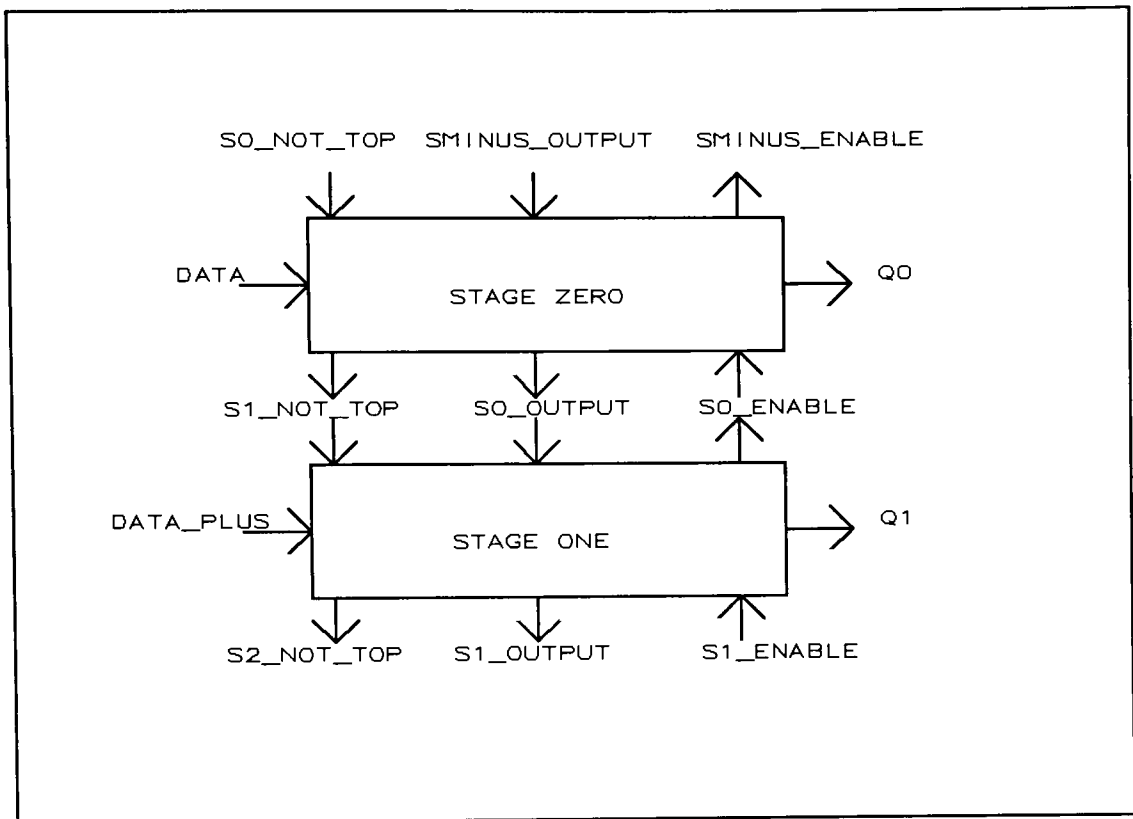 S0_NOT_TOP SMINUS_OUTPUT SMINUS_ENABLE
DATA
Q0
STAGE ZERO
S1_NOT_TOP S0_OUTPUT S0_ENABLE
DATA_PLUS
Q1
STAGE ONE
S2_NOT_TOP S1_OUTPUT S1_ENABLE